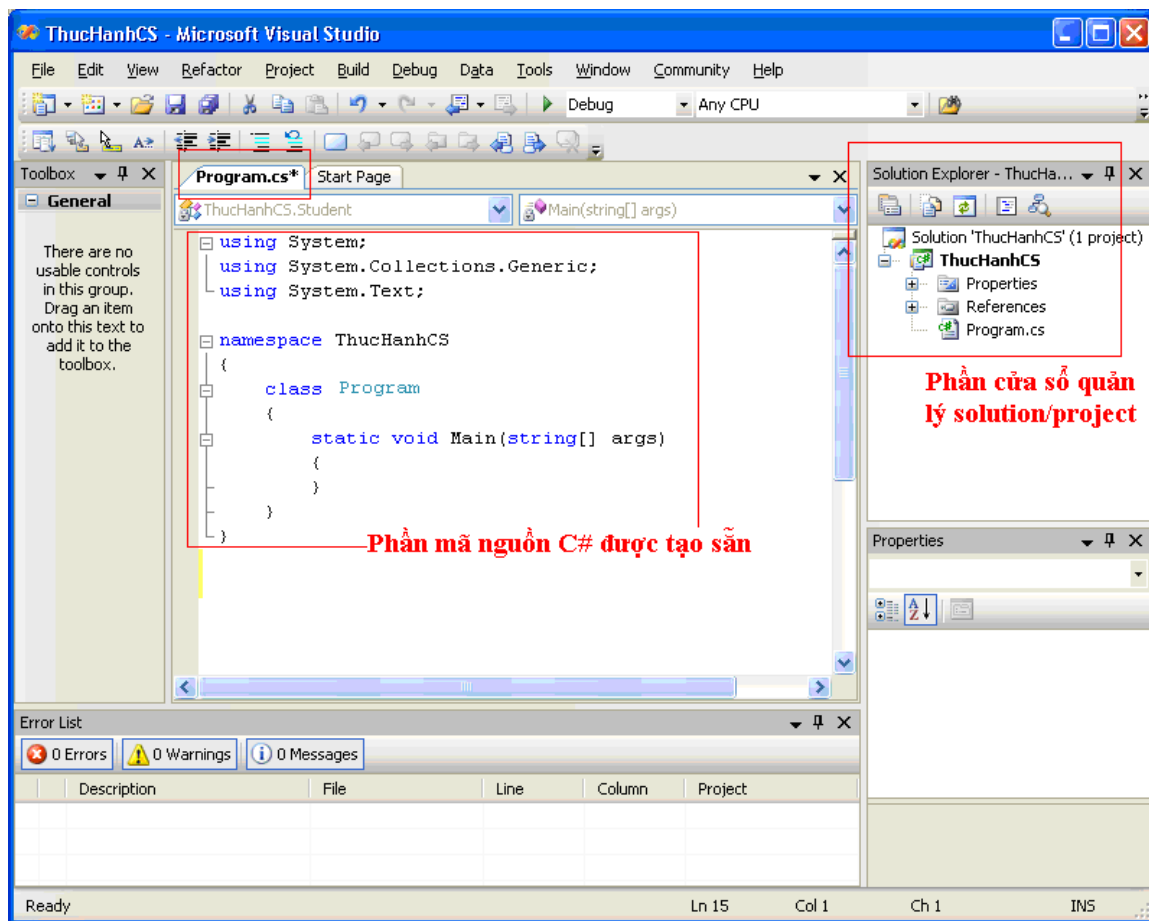 ThucHanhCS - Microsoft Visual Studio
File Edit View Refactor Project Build Debug Data Tools Window Community Help
Debug Any CPU
Toolbox
General
There are no
usable controls
in this group.
Drag an item
onto this text to
add it to the
toolbox.
Program.cs* Start Page
ThucHanhCS.Student Main(string[] args)
using System;
using System.Collections.Generic;
using System.Text;
namespace ThucHanhCS
{
class Program
{
static void Main(string[] args)
{
}
}
}
Phần mã nguồn C# được tạo sẵn
Solution Explorer - ThucHa...
Solution 'ThucHanhCS' (1 project)
ThucHanhCS
Properties
References
Program.cs
Phần cửa sổ quản
lý solution/project
Properties
Error List
0 Errors 0 Warnings 0 Messages
Description File Line Column Project
Ready Ln 15 Col 1 Ch 1 INS